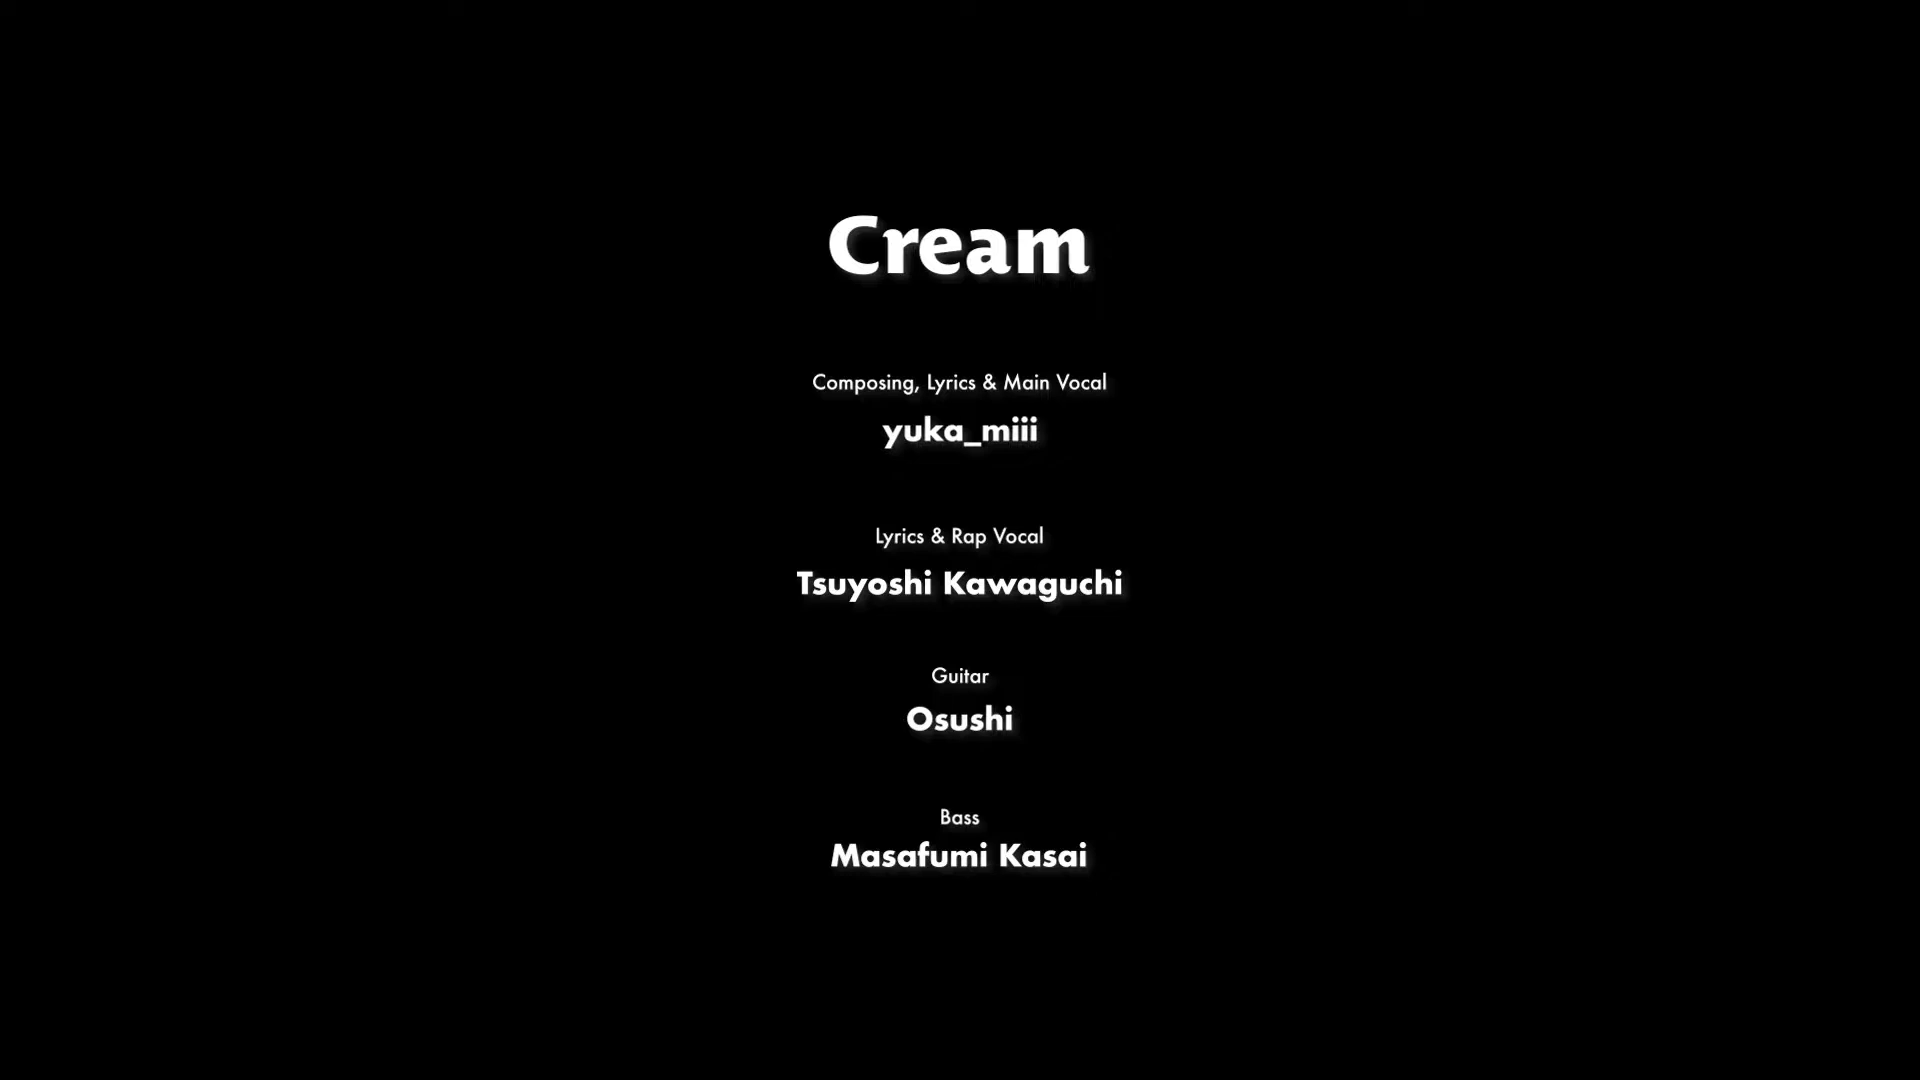 Cream
Composing, Lyrics & Main Vocal
yuka_miii
Lyrics & Rap Vocal
Tsuyoshi Kawaguchi
Guitar
Osushi
Bass
Masafumi Kasai